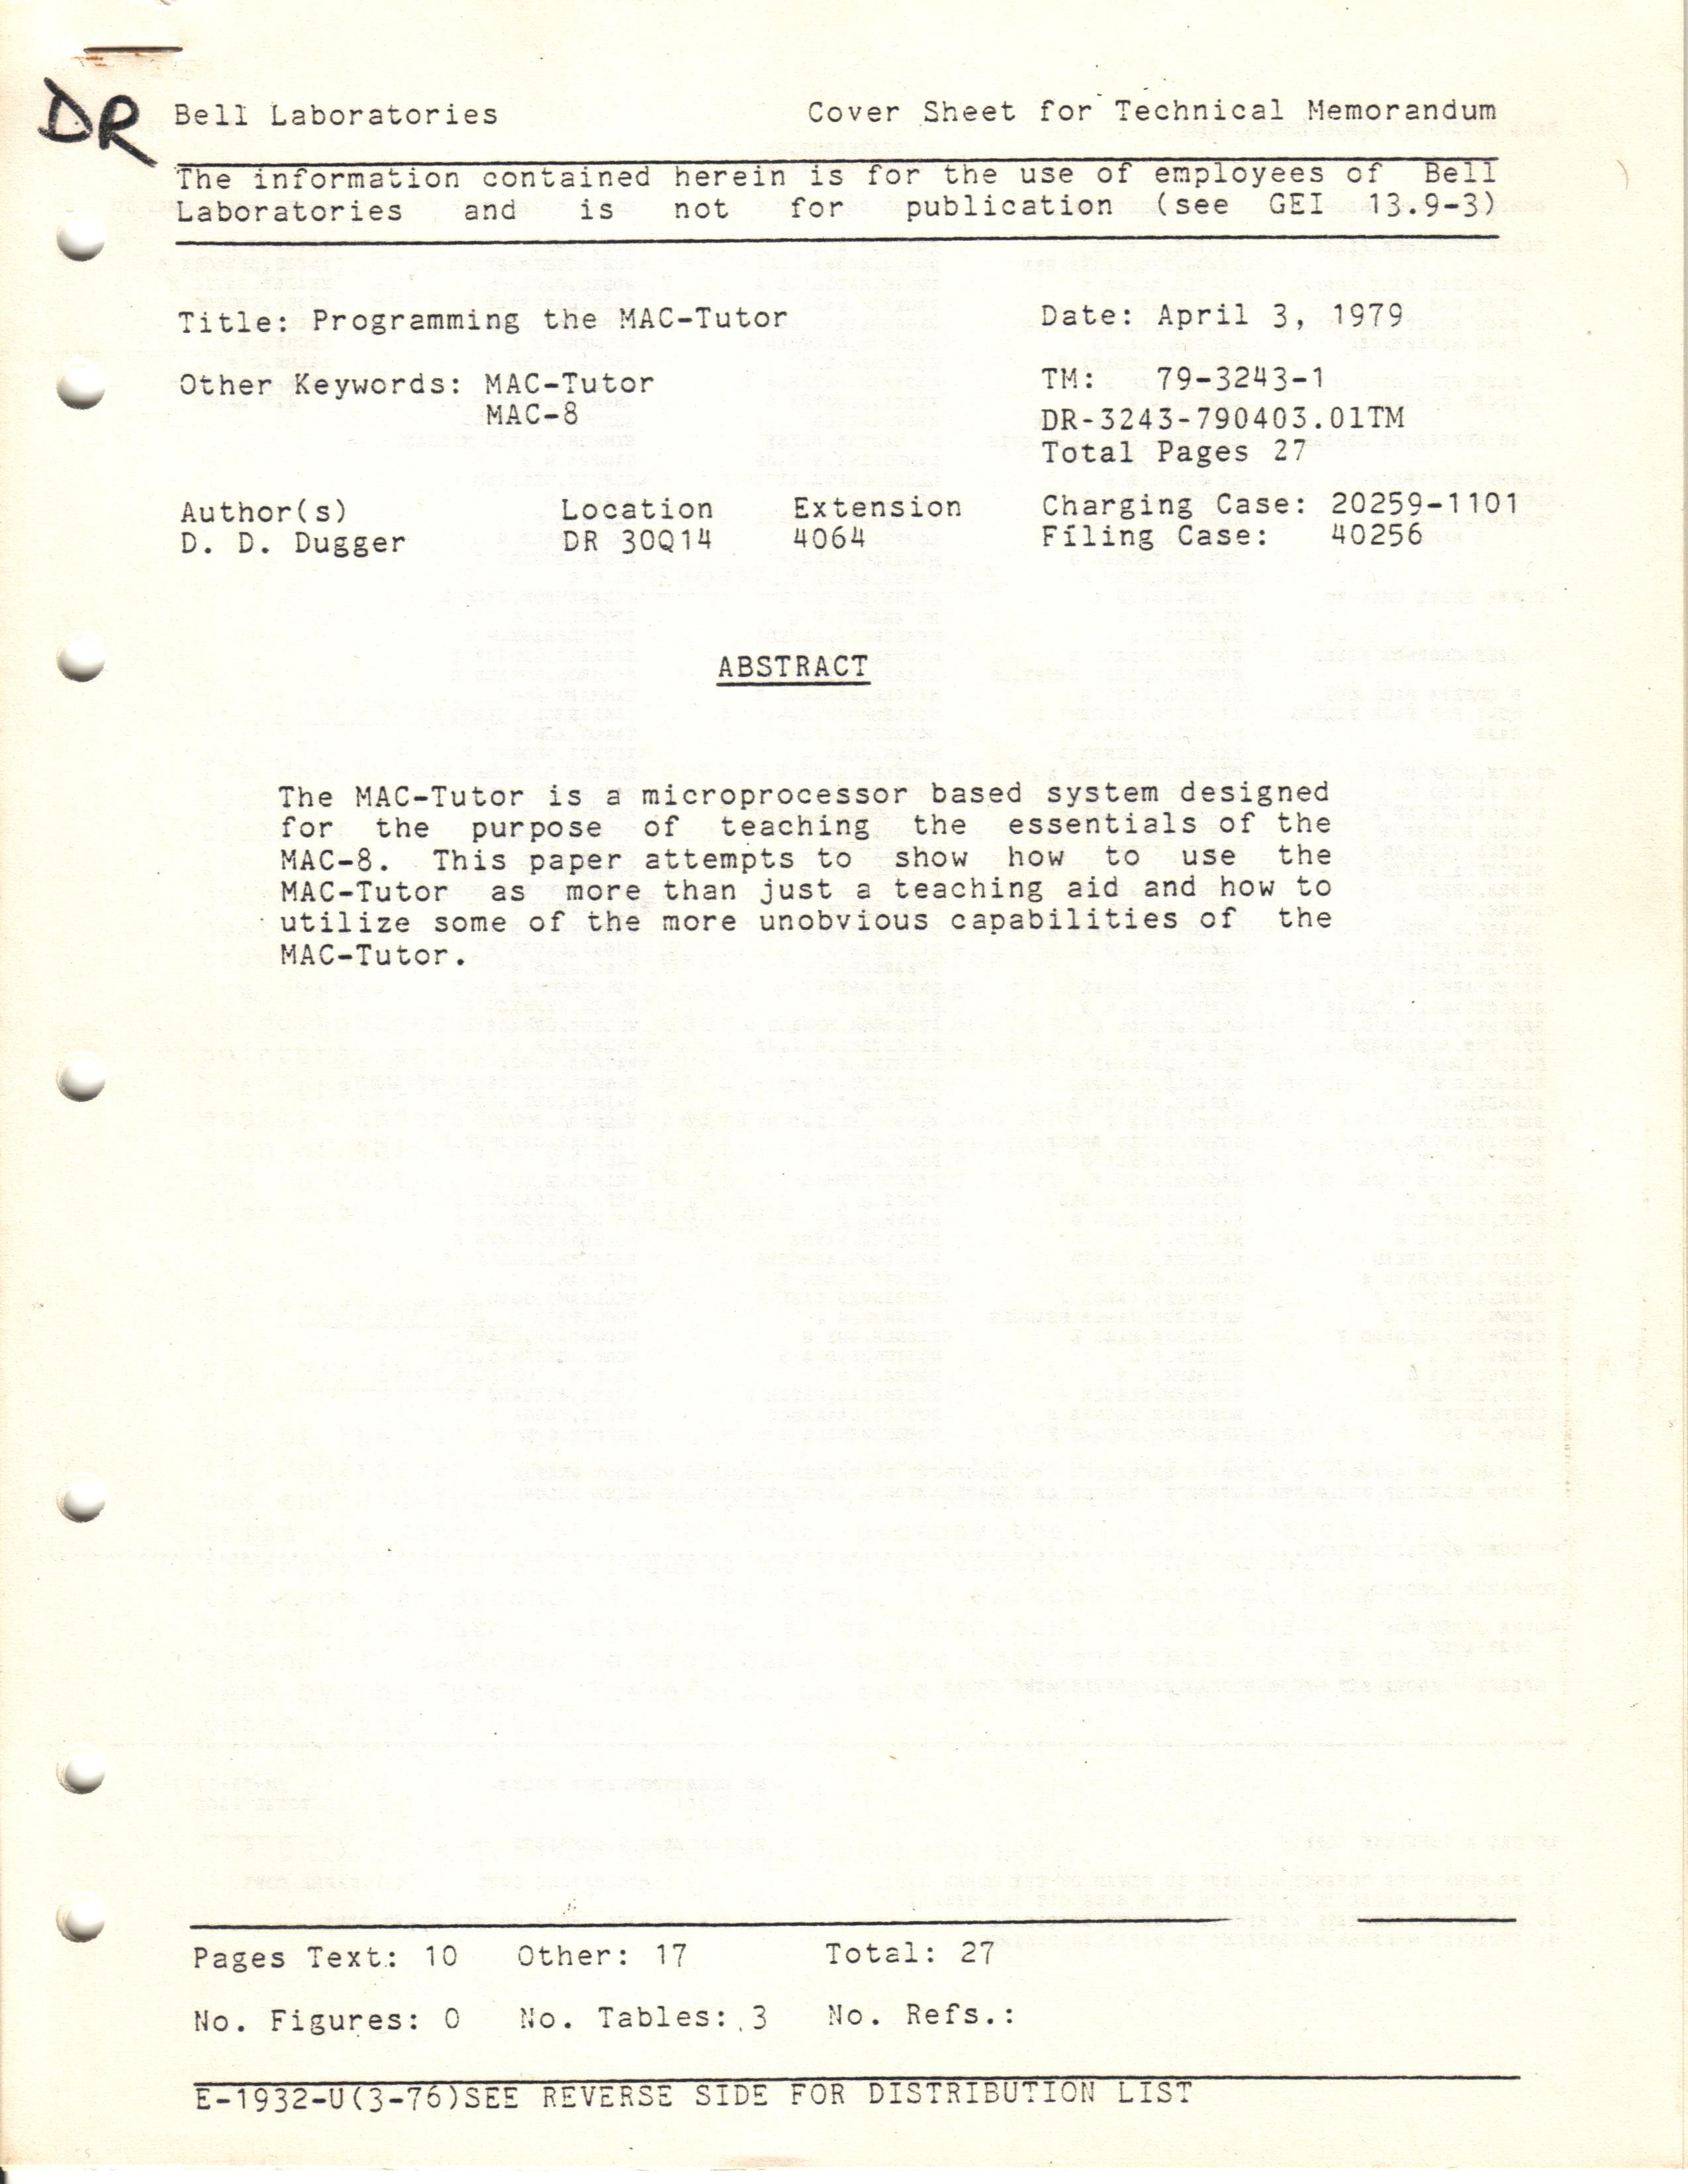 DR
Bell Laboratories Cover Sheet for Technical Memorandum
The information contained herein is for the use of employees of Bell
Laboratories and is not for publication (see GEI 13.9-3)
Title: Programming the MAC-Tutor Date: April 3, 1979
Other Keywords: MAC-Tutor TM: 79-3243-1
MAC-8 DR-3243-790403.01TM
Total Pages 27
Author(s) Location Extension Charging Case: 20259-1101
D. D. Dugger DR 30Q14 4064 Filing Case: 40256
ABSTRACT
The MAC-Tutor is a microprocessor based system designed
for the purpose of teaching the essentials of the
MAC-8. This paper attempts to show how to use the
MAC-Tutor as more than just a teaching aid and how to
utilize some of the more unobvious capabilities of the
MAC-Tutor.
Pages Text: 10 Other: 17 Total: 27
No. Figures: 0 No. Tables: 3 No. Refs.:
E-1932-U(3-76)SEE REVERSE SIDE FOR DISTRIBUTION LIST